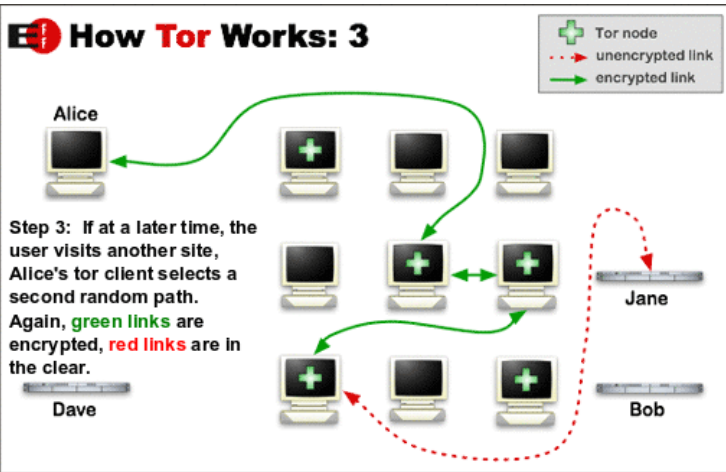 EFF How Tor Works: 3
Tor node
unencrypted link
encrypted link
Alice
Step 3: If at a later time, the
user visits another site,
Alice's tor client selects a
second random path.
Again, green links are
encrypted, red links are in
the clear.
Jane
Dave
Bob